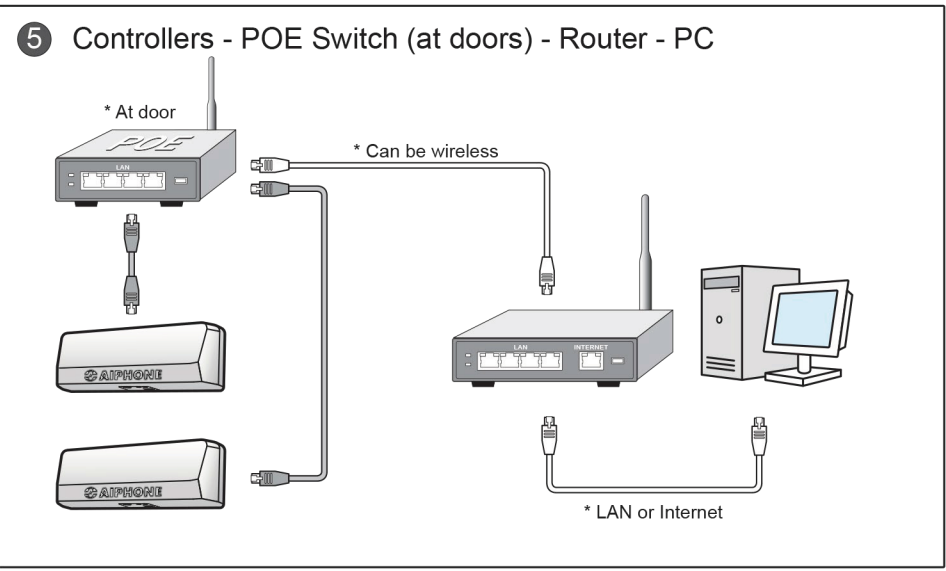 5 Controllers - POE Switch (at doors) - Router - PC
* At door
POE
LAN
* Can be wireless
LAN INTERNET
AIPHONE
AIPHONE
* LAN or Internet